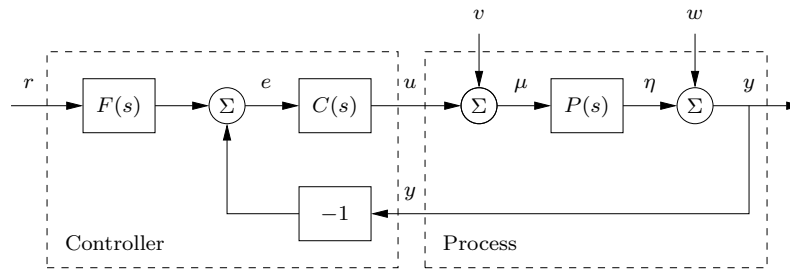 v
w
r
F(s)
Σ
e
C(s)
u
Σ
μ
P(s)
η
Σ
y
−1
y
Controller
Process